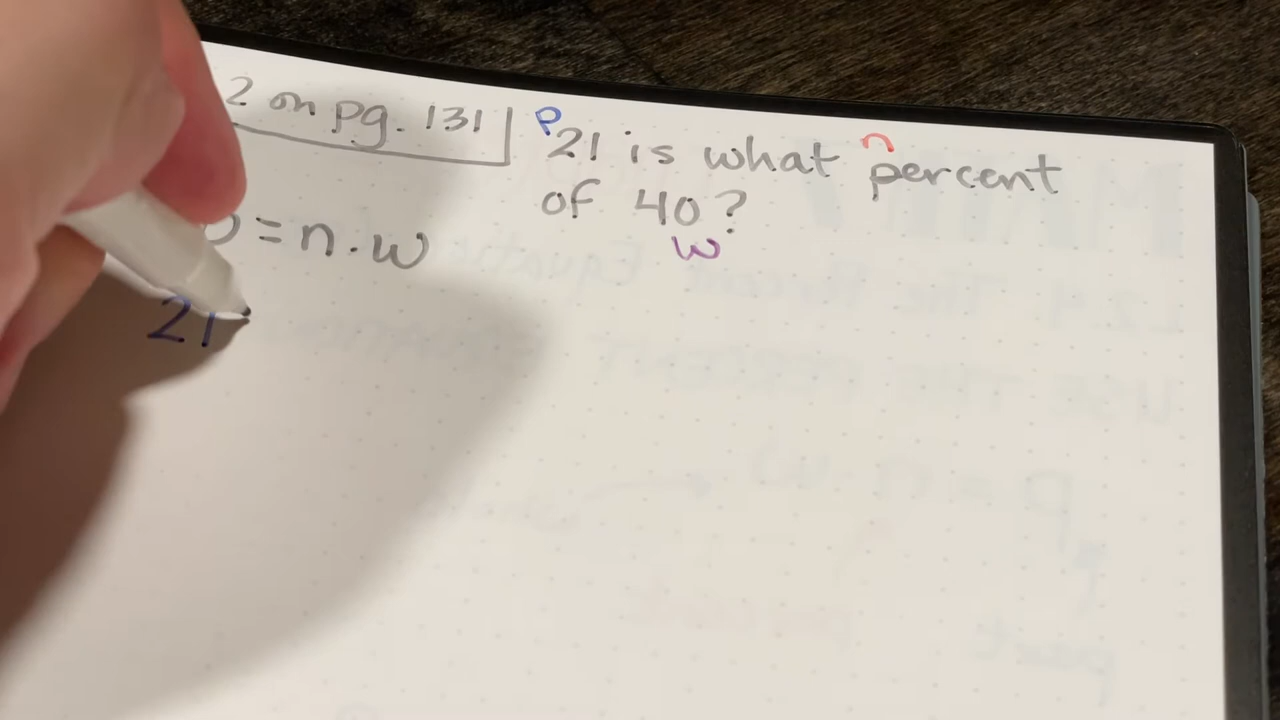 2 on pg. 131
P 21 is what n percent
of 40?
w
= n · w
21